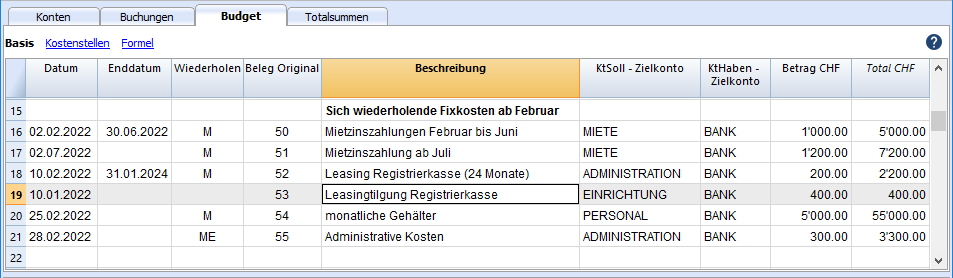 Konten Buchungen Budget Totalsummen
Basis Kostenstellen Formel ?
Datum Enddatum Wiederholen Beleg Original Beschreibung KtSoll - Zielkonto KtHaben - Zielkonto Betrag CHF Total CHF
15 Sich wiederholende Fixkosten ab Februar
16 02.02.2022 30.06.2022 M 50 Mietzinszahlungen Februar bis Juni MIETE BANK 1'000.00 5'000.00
17 02.07.2022 M 51 Mietzinszahlung ab Juli MIETE BANK 1'200.00 7'200.00
18 10.02.2022 31.01.2024 M 52 Leasing Registrierkasse (24 Monate) ADMINISTRATION BANK 200.00 2'200.00
19 10.01.2022 53 Leasingtilgung Registrierkasse EINRICHTUNG BANK 400.00 400.00
20 25.02.2022 M 54 monatliche Gehälter PERSONAL BANK 5'000.00 55'000.00
21 28.02.2022 ME 55 Administrative Kosten ADMINISTRATION BANK 300.00 3'300.00
22